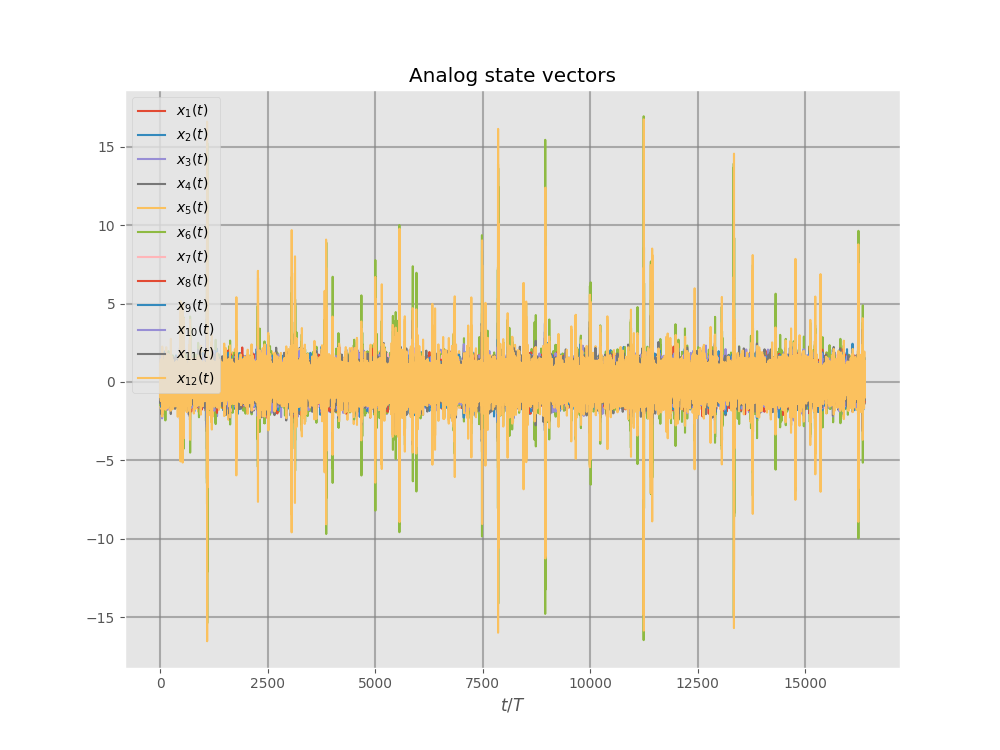 Analog state vectors
x₁(t)
x₂(t)
x₃(t)
x₄(t)
x₅(t)
x₆(t)
x₇(t)
x₈(t)
x₉(t)
x₁₀(t)
x₁₁(t)
x₁₂(t)
15
10
5
0
−5
−10
−15
0 2500 5000 7500 10000 12500 15000
t/T